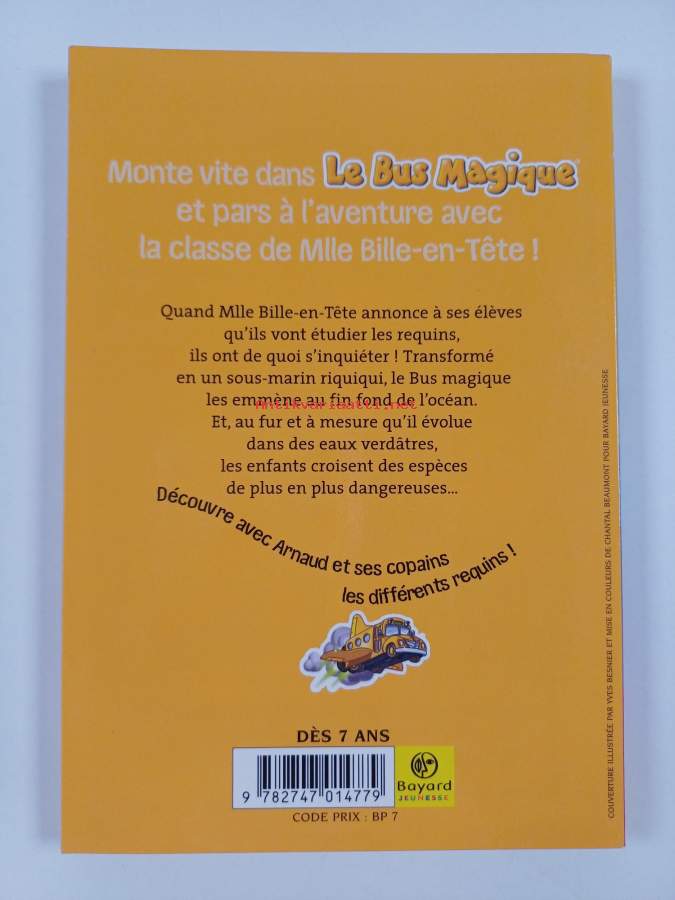 Monte vite dans Le Bus Magique®
et pars à l'aventure avec
la classe de Mlle Bille-en-Tête !
Quand Mlle Bille-en-Tête annonce à ses élèves
qu'ils vont étudier les requins,
ils ont de quoi s'inquiéter ! Transformé
en un sous-marin riquiqui, le Bus magique
les emmène au fin fond de l'océan.
Antikvariaatti.net
Et, au fur et à mesure qu'il évolue
dans des eaux verdâtres,
les enfants croisent des espèces
de plus en plus dangereuses...
Découvre avec Arnaud et ses copains
les différents requins !
DÈS 7 ANS
9 782747 014779
Bayard
JEUNESSE
CODE PRIX : BP 7
COUVERTURE ILLUSTRÉE PAR YVES BESNIER ET MISE EN COULEURS DE CHANTAL BEAUMONT POUR BAYARD JEUNESSE